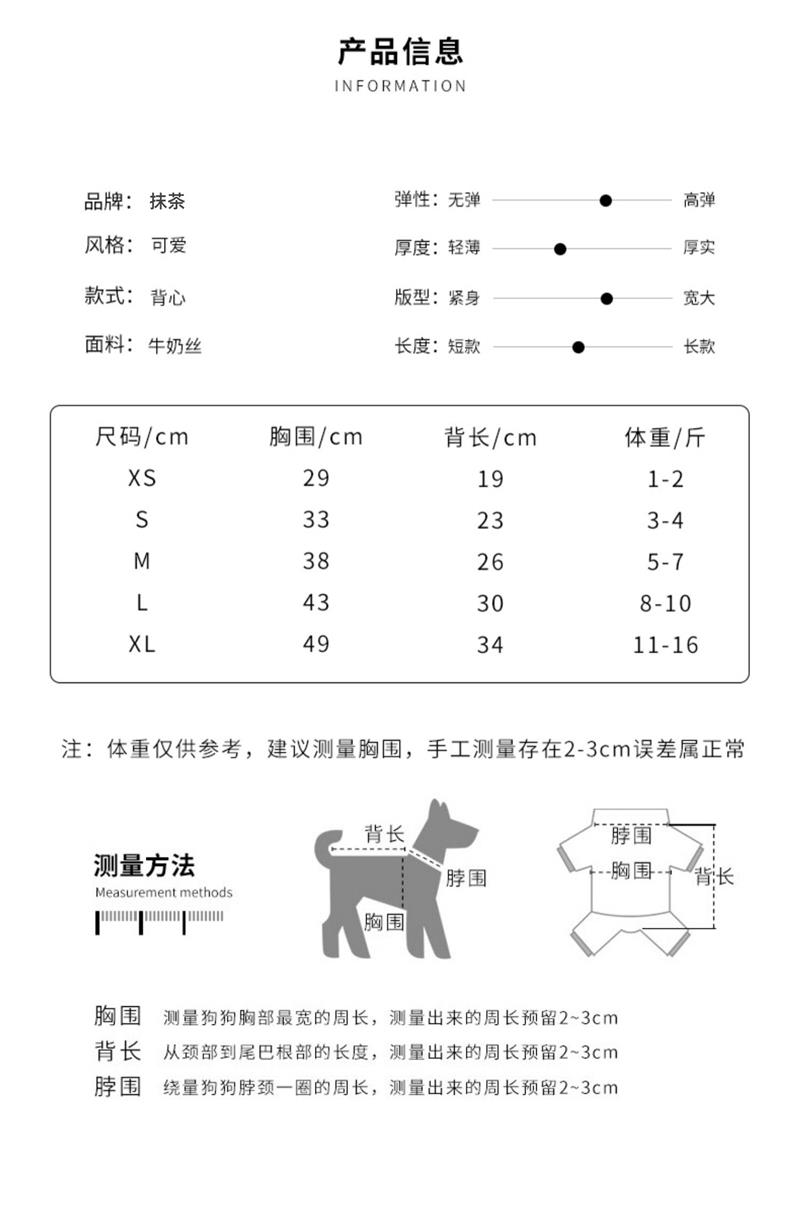 产品信息
INFORMATION
品牌： 抹茶
弹性：无弹 高弹
风格： 可爱
厚度：轻薄 厚实
款式： 背心
版型：紧身 宽大
面料： 牛奶丝
长度：短款 长款
尺码/cm 胸围/cm 背长/cm 体重/斤
XS 29 19 1-2
S 33 23 3-4
M 38 26 5-7
L 43 30 8-10
XL 49 34 11-16
注：体重仅供参考，建议测量胸围，手工测量存在2-3cm误差属正常
测量方法
Measurement methods
背长
脖围
胸围
脖围
胸围
背长
胸围 测量狗狗胸部最宽的周长，测量出来的周长预留2~3cm
背长 从颈部到尾巴根部的长度，测量出来的周长预留2~3cm
脖围 绕量狗狗脖颈一圈的周长，测量出来的周长预留2~3cm